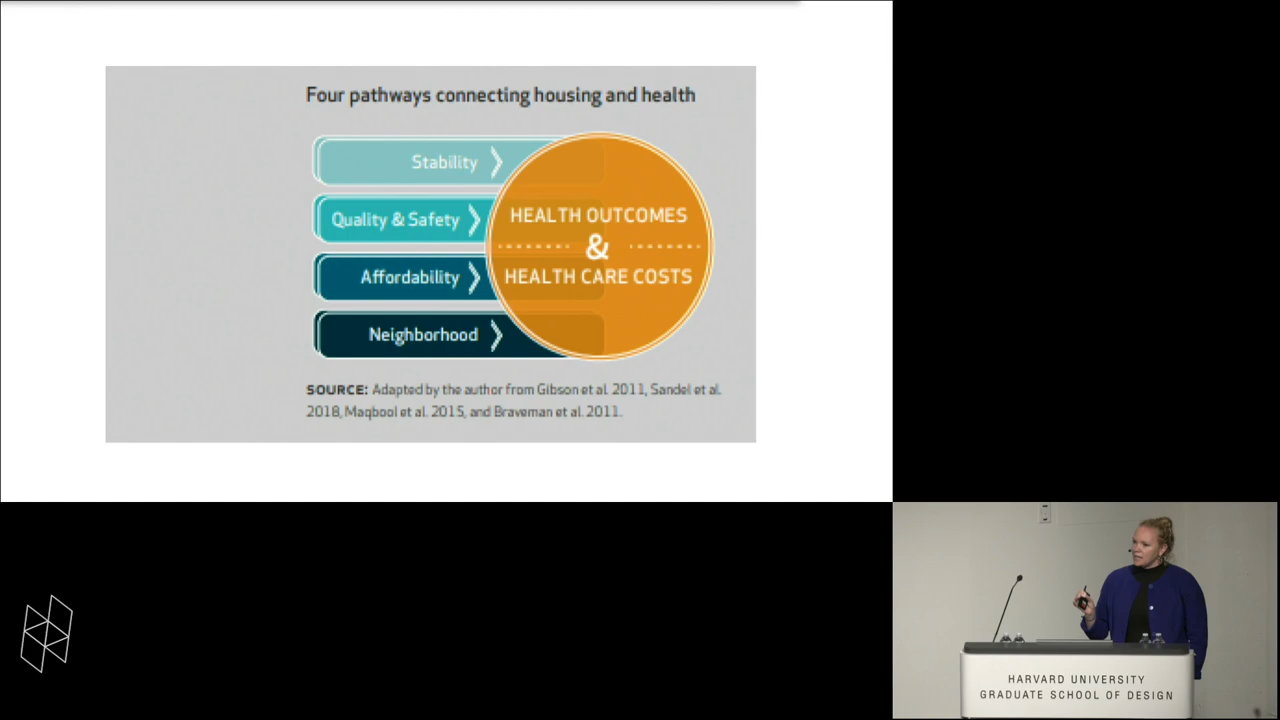 Four pathways connecting housing and health
Stability
Quality & Safety
Affordability
Neighborhood
HEALTH OUTCOMES
&
HEALTH CARE COSTS
SOURCE: Adapted by the author from Gibson et al. 2011, Sandel et al.
2018, Maqbool et al. 2015, and Braveman et al. 2011.
HARVARD UNIVERSITY
GRADUATE SCHOOL OF DESIGN